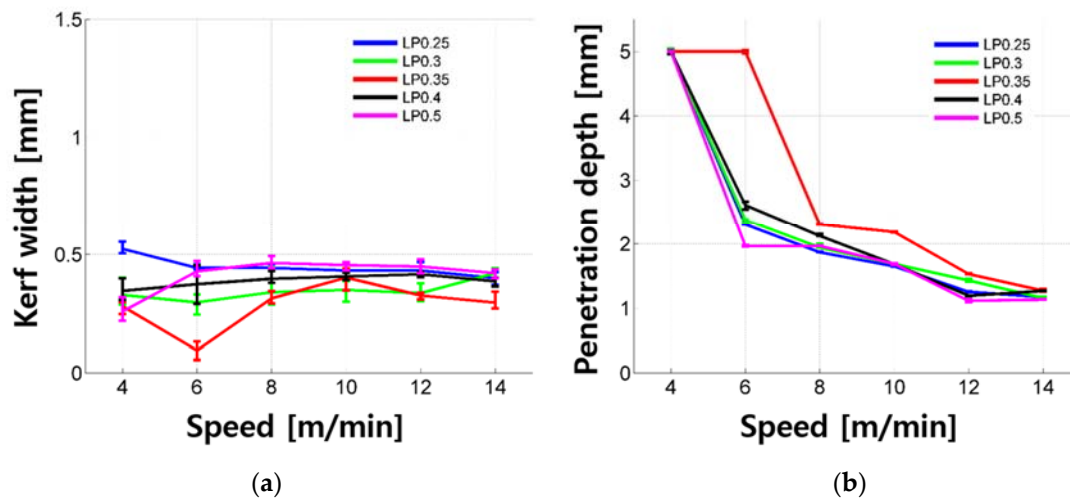 Kerf width [mm]
1.5
1
0.5
0
LP0.25
LP0.3
LP0.35
LP0.4
LP0.5
4 6 8 10 12 14
Speed [m/min]
(a)
Penetration depth [mm]
5
4
3
2
1
0
LP0.25
LP0.3
LP0.35
LP0.4
LP0.5
4 6 8 10 12 14
Speed [m/min]
(b)